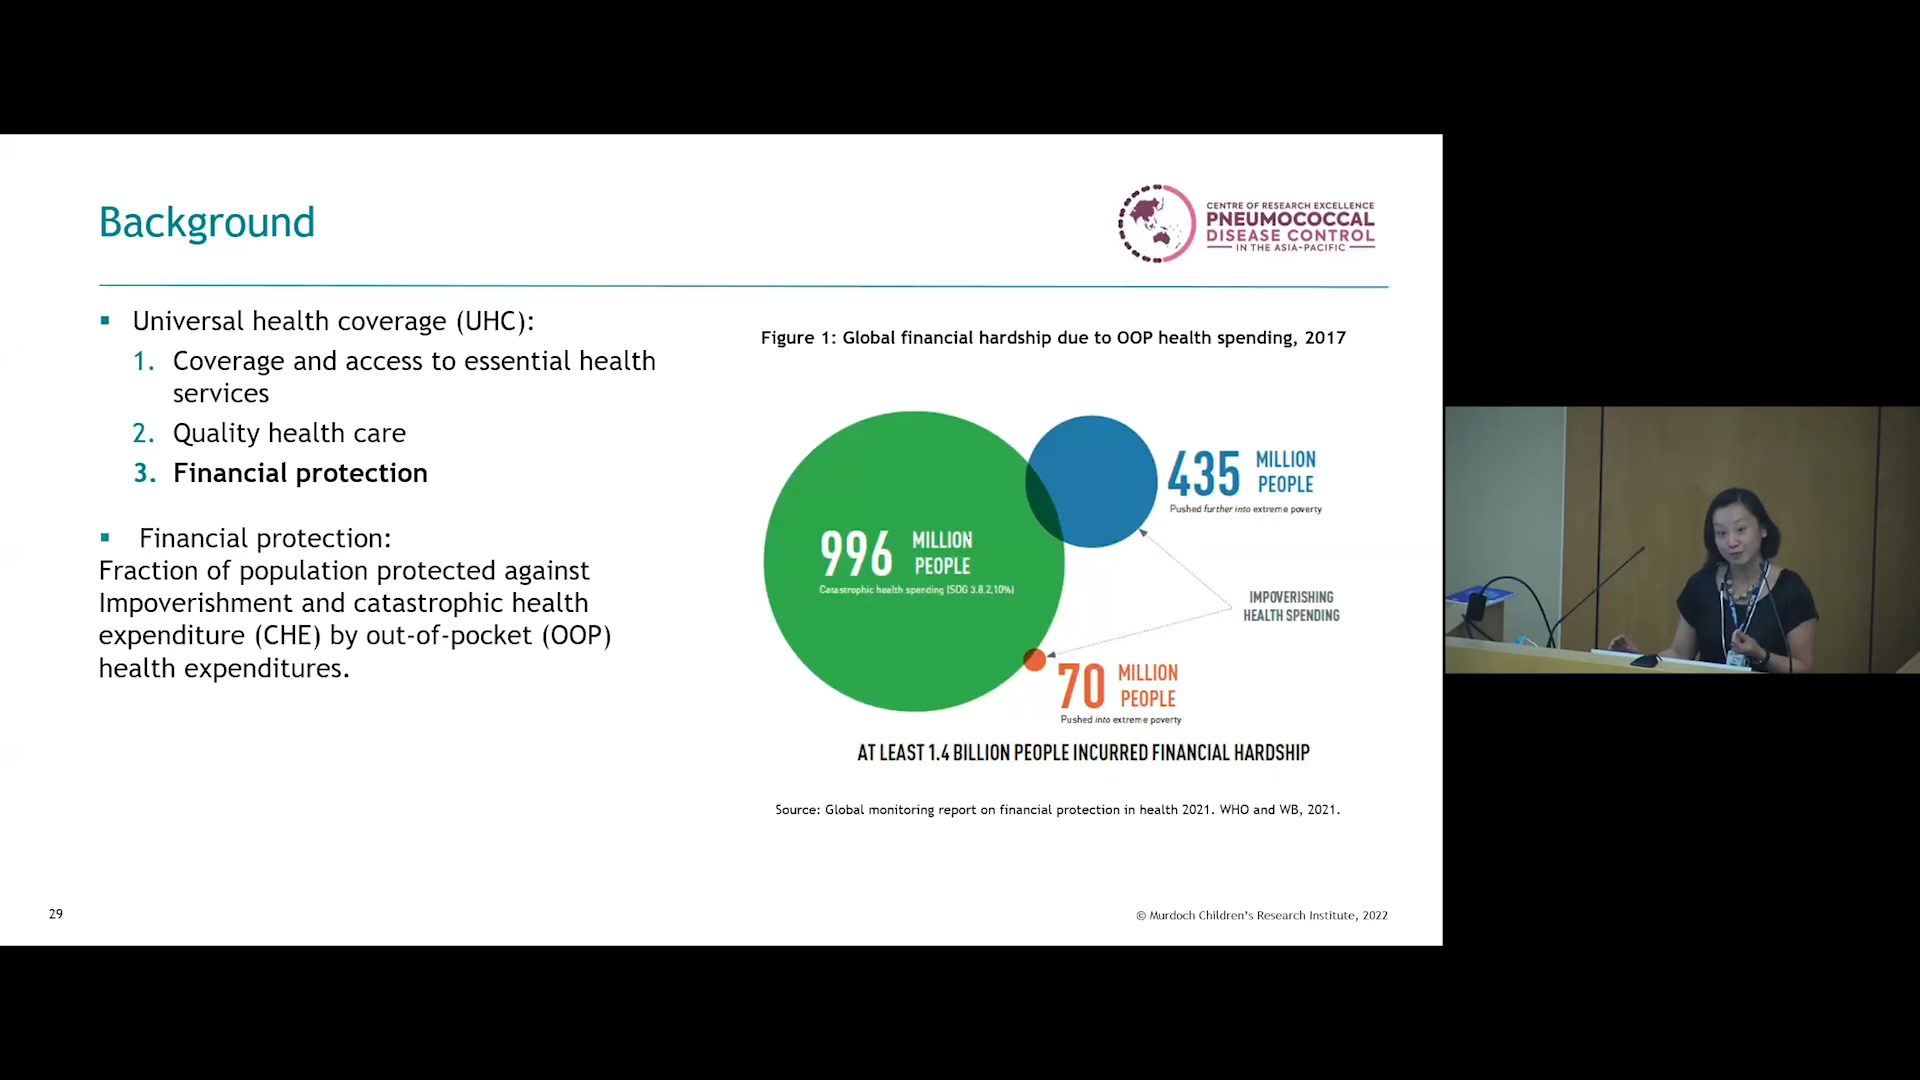 Background
CENTRE OF RESEARCH EXCELLENCE
PNEUMOCOCCAL
DISEASE CONTROL
IN THE ASIA-PACIFIC
▪ Universal health coverage (UHC):
1. Coverage and access to essential health
services
2. Quality health care
3. Financial protection
▪ Financial protection:
Fraction of population protected against
Impoverishment and catastrophic health
expenditure (CHE) by out-of-pocket (OOP)
health expenditures.
Figure 1: Global financial hardship due to OOP health spending, 2017
996 MILLION
PEOPLE
Catastrophic health spending (SDG 3.8.2,10%)
435 MILLION
PEOPLE
Pushed further into extreme poverty
IMPOVERISHING
HEALTH SPENDING
70 MILLION
PEOPLE
Pushed into extreme poverty
AT LEAST 1.4 BILLION PEOPLE INCURRED FINANCIAL HARDSHIP
Source: Global monitoring report on financial protection in health 2021. WHO and WB, 2021.
29
© Murdoch Children's Research Institute, 2022